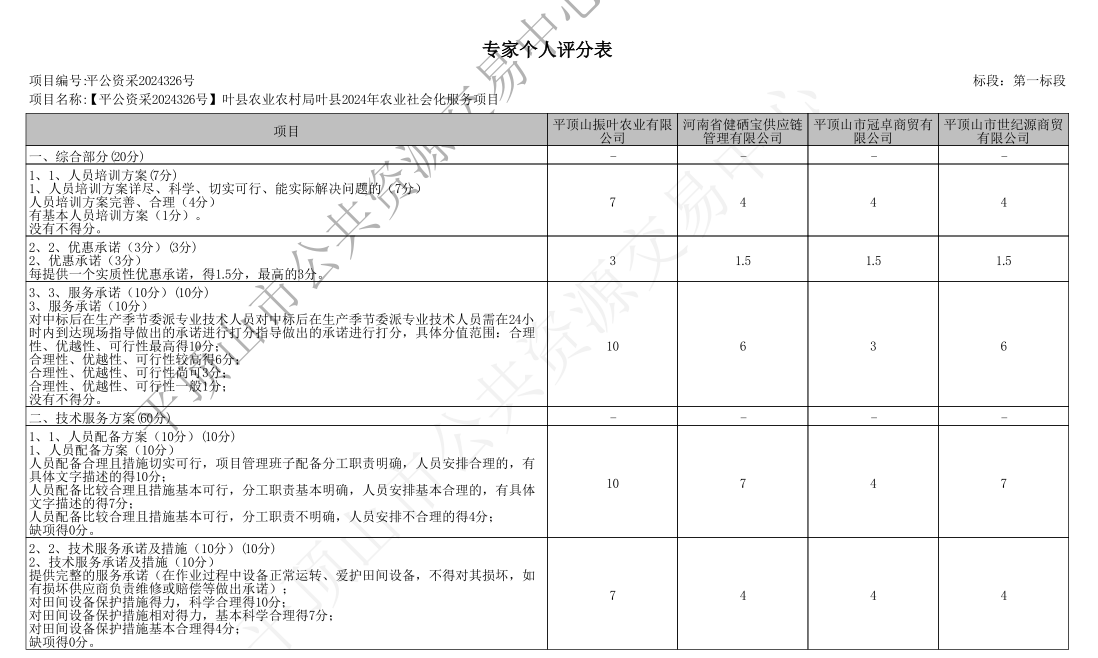 专家个人评分表
项目编号:平公资采2024326号
标段：第一标段
项目名称:【平公资采2024326号】叶县农业农村局叶县2024年农业社会化服务项目
项目
平顶山振叶农业有限
公司
河南省健硒宝供应链
管理有限公司
平顶山市冠卓商贸有
限公司
平顶山市世纪源商贸
有限公司
一、综合部分(20分)
–
–
–
–
1、1、人员培训方案(7分)
1、人员培训方案详尽、科学、切实可行、能实际解决问题的（7分）
人员培训方案完善、合理（4分）
有基本人员培训方案（1分）。
没有不得分。
7
4
4
4
2、2、优惠承诺（3分）(3分)
2、优惠承诺（3分）
每提供一个实质性优惠承诺，得1.5分，最高的3分。
3
1.5
1.5
1.5
3、3、服务承诺（10分）(10分)
3、服务承诺（10分）
对中标后在生产季节委派专业技术人员对中标后在生产季节委派专业技术人员需在24小
时内到达现场指导做出的承诺进行打分指导做出的承诺进行打分，具体分值范围：合理
性、优越性、可行性最高得10分；
合理性、优越性、可行性较高得6分；
合理性、优越性、可行性尚可3分；
合理性、优越性、可行性一般1分；
没有不得分。
10
6
3
6
二、技术服务方案(60分)
–
–
–
–
1、1、人员配备方案（10分）(10分)
1、人员配备方案（10分）
人员配备合理且措施切实可行，项目管理班子配备分工职责明确，人员安排合理的，有
具体文字描述的得10分；
人员配备比较合理且措施基本可行，分工职责基本明确，人员安排基本合理的，有具体
文字描述的得7分；
人员配备比较合理且措施基本可行，分工职责不明确，人员安排不合理的得4分；
缺项得0分。
10
7
4
7
2、2、技术服务承诺及措施（10分）(10分)
2、技术服务承诺及措施（10分）
提供完整的服务承诺（在作业过程中设备正常运转、爱护田间设备，不得对其损坏，如
有损坏供应商负责维修或赔偿等做出承诺）；
对田间设备保护措施得力，科学合理得10分；
对田间设备保护措施相对得力，基本科学合理得7分；
对田间设备保护措施基本合理得4分；
缺项得0分。
7
4
4
4
平顶山市公共资源交易中心
平顶山市公共资源交易中心